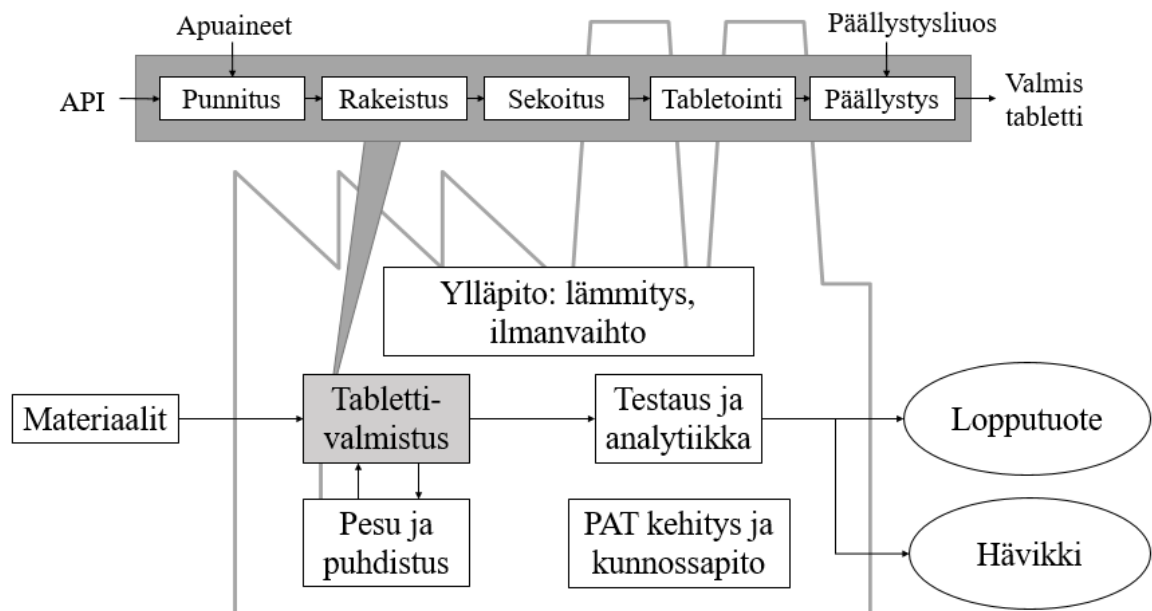 Apuaineet
Päällystysliuos
API
Punnitus
Rakeistus
Sekoitus
Tabletointi
Päällystys
Valmis
tabletti
Ylläpito: lämmitys,
ilmanvaihto
Materiaalit
Tabletti-
valmistus
Testaus ja
analytiikka
Lopputuote
Pesu ja
puhdistus
PAT kehitys ja
kunnossapito
Hävikki